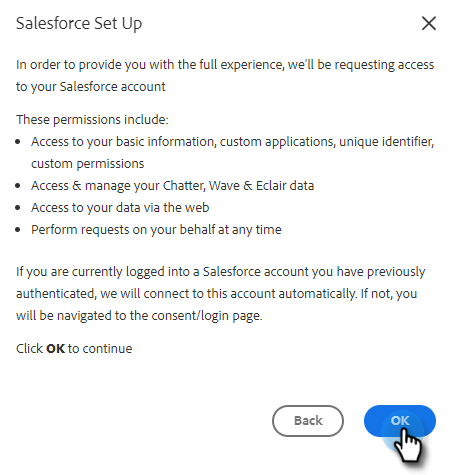 Salesforce Set Up
In order to provide you with the full experience, we'll be requesting access
to your Salesforce account
These permissions include:
• Access to your basic information, custom applications, unique identifier,
custom permissions
• Access & manage your Chatter, Wave & Eclair data
• Access to your data via the web
• Perform requests on your behalf at any time
If you are currently logged into a Salesforce account you have previously
authenticated, we will connect to this account automatically. If not, you
will be navigated to the consent/login page.
Click OK to continue
Back
OK